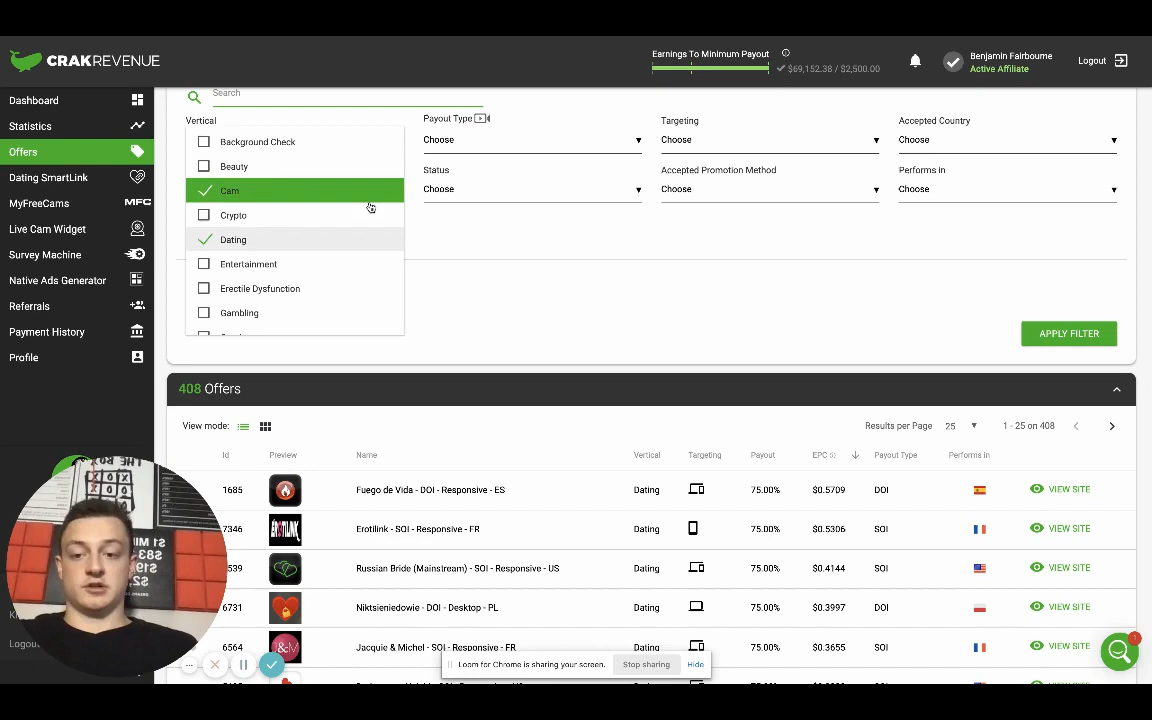 CRAKREVENUE
Earnings To Minimum Payout
$69,152.38 / $2,500.00
Benjamin Fairbourne
Active Affiliate
Logout
Dashboard
Statistics
Offers
Dating SmartLink
MyFreeCams
MFC
Live Cam Widget
Survey Machine
Native Ads Generator
Referrals
Payment History
Profile
Search
Vertical
Background Check
Beauty
Cam
Crypto
Dating
Entertainment
Erectile Dysfunction
Gambling
Payout Type
Choose
Targeting
Choose
Accepted Country
Choose
Status
Choose
Accepted Promotion Method
Choose
Performs in
Choose
APPLY FILTER
408 Offers
View mode:
Results per Page 25
1 - 25 on 408
Id Preview Name Vertical Targeting Payout EPC Payout Type Performs in
1685 Fuego de Vida - DOI - Responsive - ES Dating 75.00% $0.5709 DOI VIEW SITE
7346 EROTILINK Erotilink - SOI - Responsive - FR Dating 75.00% $0.5306 SOI VIEW SITE
539 Russian Bride (Mainstream) - SOI - Responsive - US Dating 75.00% $0.4144 SOI VIEW SITE
6731 Niktsieniedowie - DOI - Desktop - PL Dating 75.00% $0.3997 DOI VIEW SITE
6564 J&M Jacquie & Michel - SOI - Responsive - FR Dating 75.00% $0.3655 SOI VIEW SITE
Logou
Loom for Chrome is sharing your screen.
Stop sharing
Hide
1